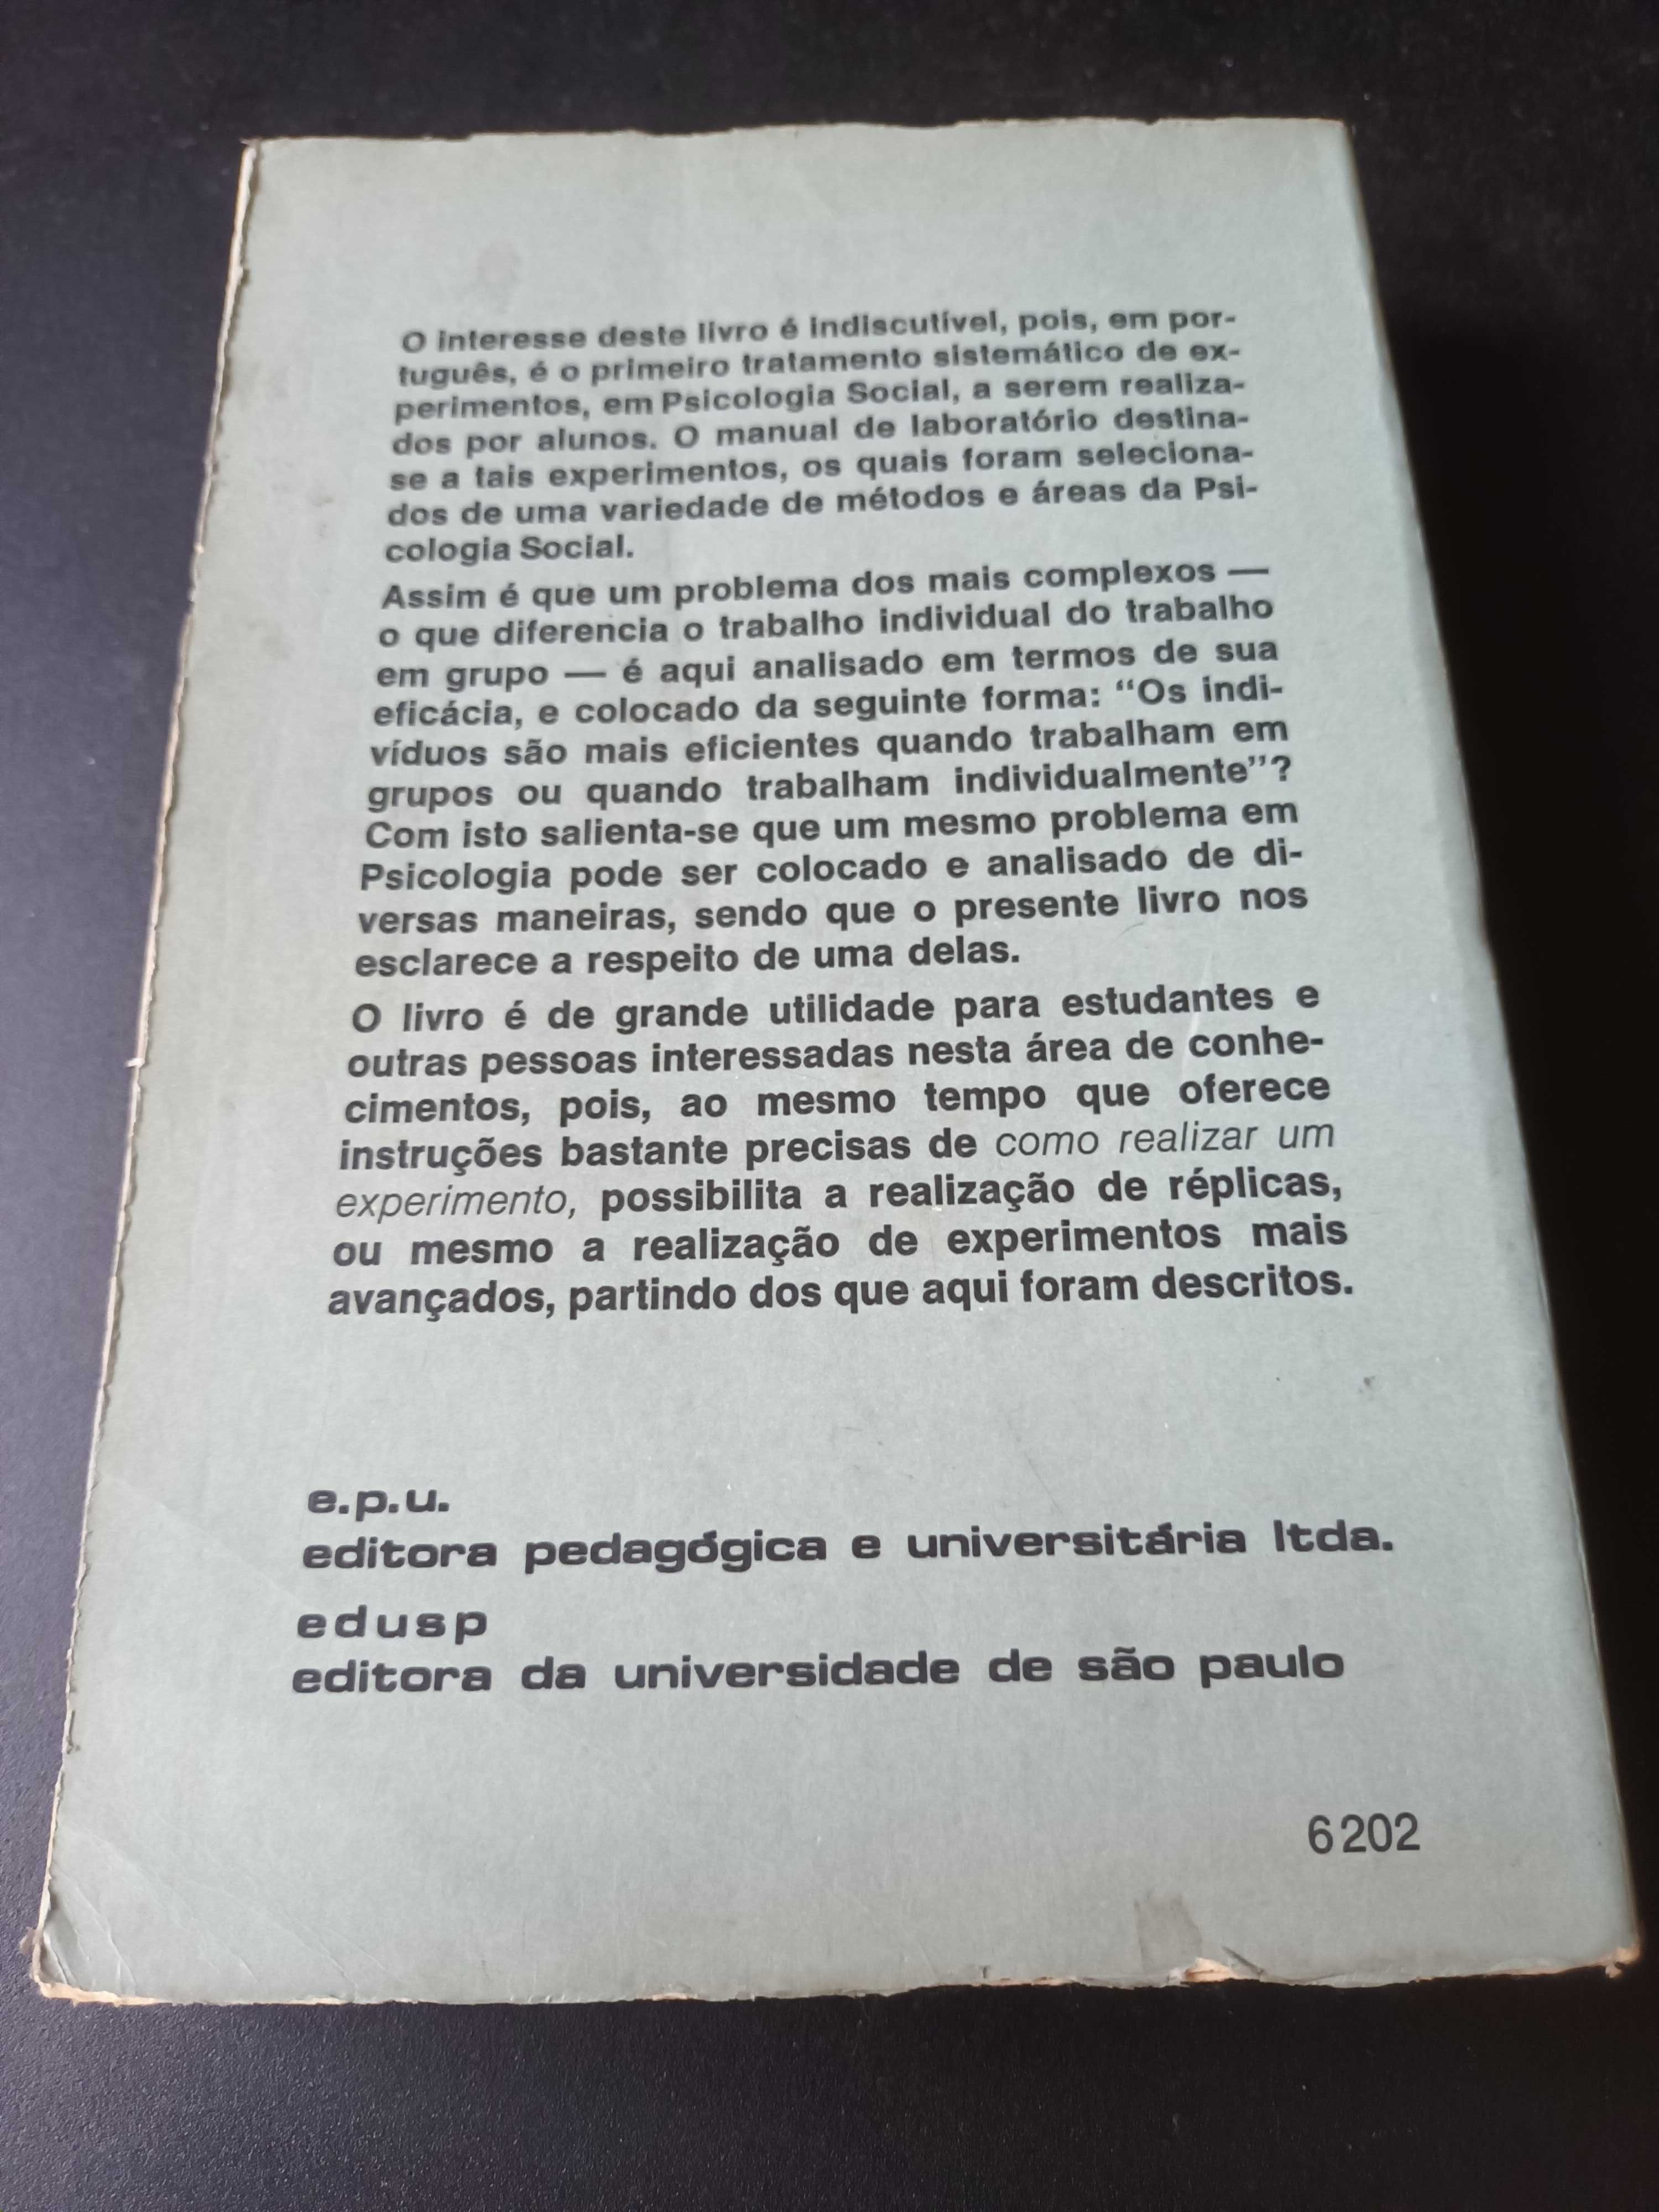 O interesse deste livro é indiscutível, pois, em por-
tuguês, é o primeiro tratamento sistemático de ex-
perimentos, em Psicologia Social, a serem realiza-
dos por alunos. O manual de laboratório destina-
se a tais experimentos, os quais foram seleciona-
dos de uma variedade de métodos e áreas da Psi-
cologia Social.
Assim é que um problema dos mais complexos —
o que diferencia o trabalho individual do trabalho
em grupo — é aqui analisado em termos de sua
eficácia, e colocado da seguinte forma: “Os indi-
víduos são mais eficientes quando trabalham em
grupos ou quando trabalham individualmente”?
Com isto salienta-se que um mesmo problema em
Psicologia pode ser colocado e analisado de di-
versas maneiras, sendo que o presente livro nos
esclarece a respeito de uma delas.
O livro é de grande utilidade para estudantes e
outras pessoas interessadas nesta área de conhe-
cimentos, pois, ao mesmo tempo que oferece
instruções bastante precisas de como realizar um
experimento, possibilita a realização de réplicas,
ou mesmo a realização de experimentos mais
avançados, partindo dos que aqui foram descritos.
e.p.u.
editora pedagógica e universitária ltda.
edusp
editora da universidade de são paulo
6202